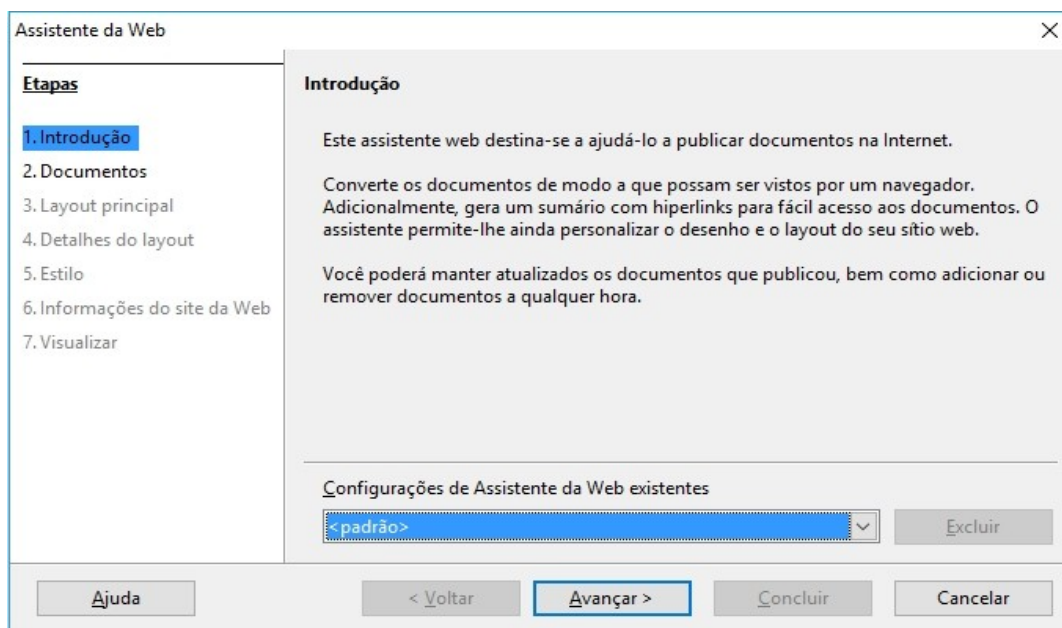 Assistente da Web
Etapas
1. Introdução
2. Documentos
3. Layout principal
4. Detalhes do layout
5. Estilo
6. Informações do site da Web
7. Visualizar
Introdução
Este assistente web destina-se a ajudá-lo a publicar documentos na Internet.
Converte os documentos de modo a que possam ser vistos por um navegador.
Adicionalmente, gera um sumário com hiperlinks para fácil acesso aos documentos. O
assistente permite-lhe ainda personalizar o desenho e o layout do seu sítio web.
Você poderá manter atualizados os documentos que publicou, bem como adicionar ou
remover documentos a qualquer hora.
Configurações de Assistente da Web existentes
<padrão>
Excluir
Ajuda
< Voltar
Avançar >
Concluir
Cancelar